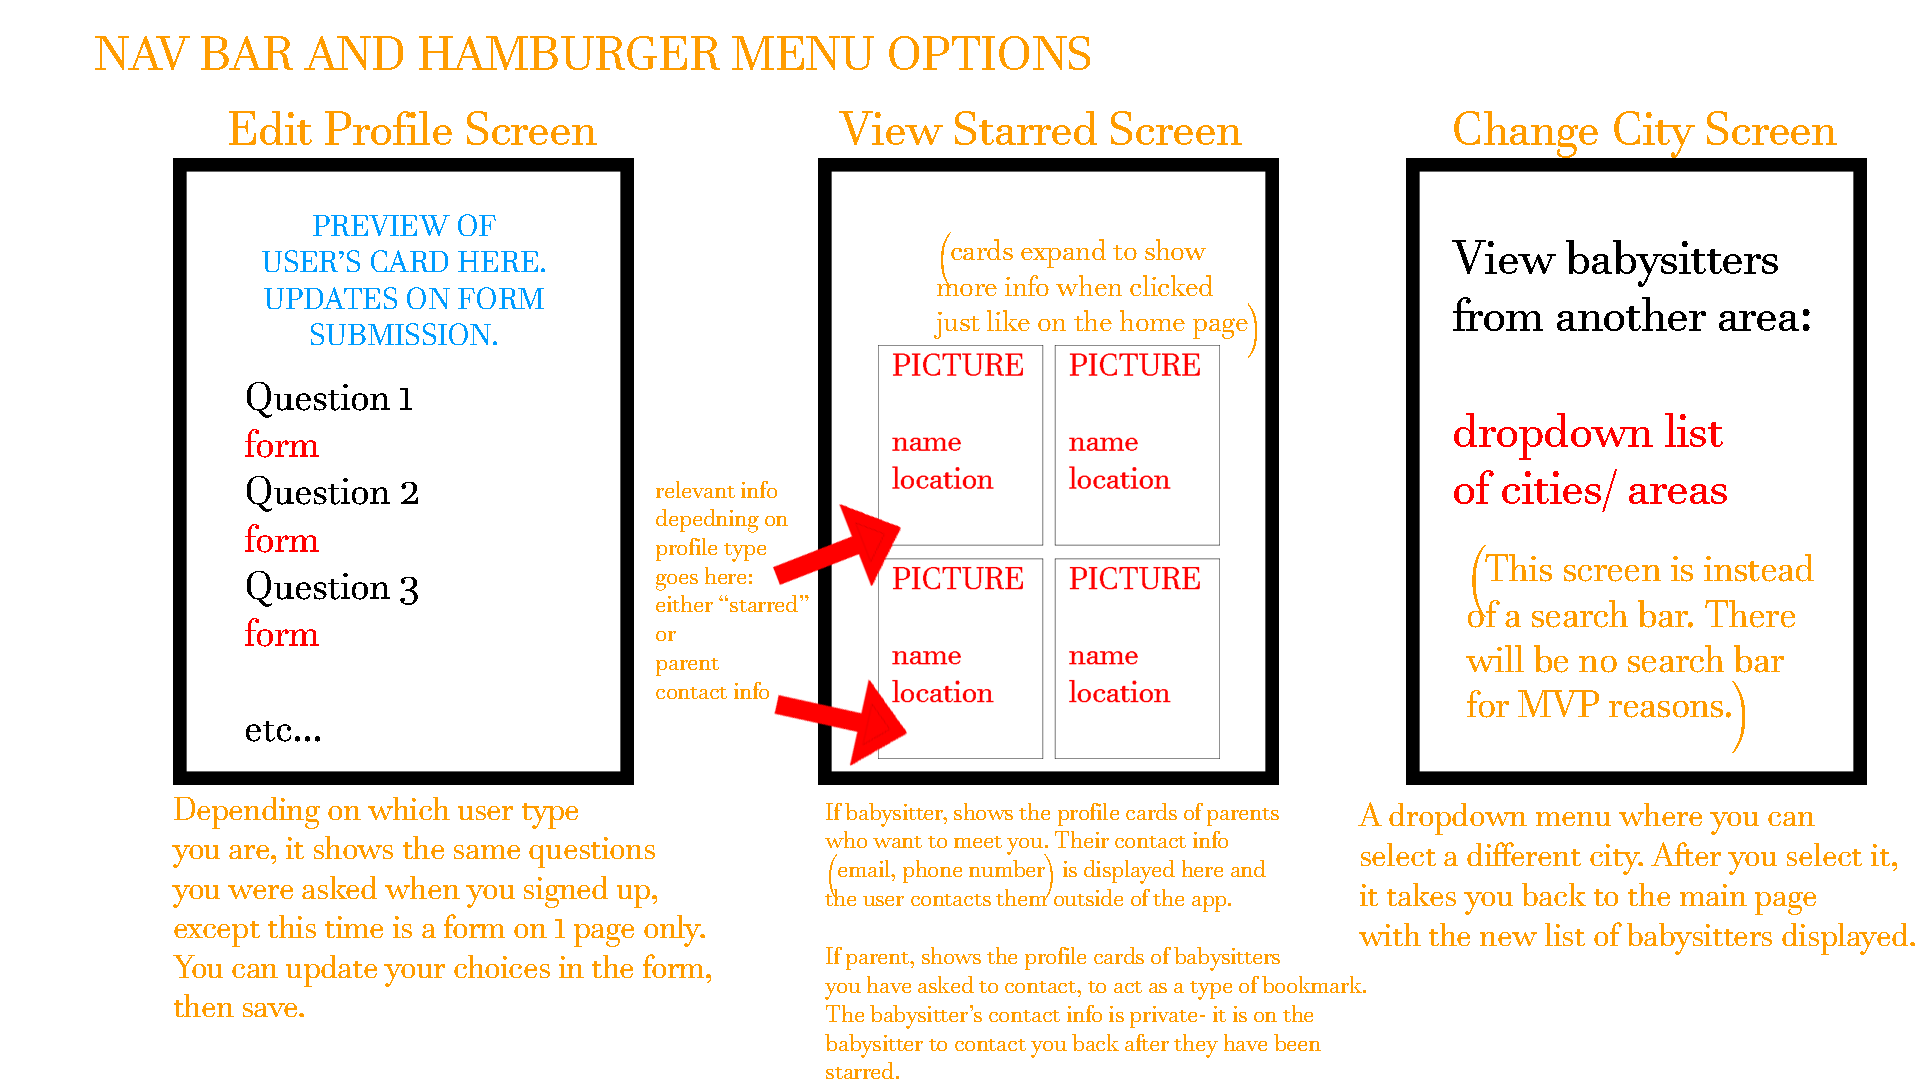 NAV BAR AND HAMBURGER MENU OPTIONS
Edit Profile Screen
PREVIEW OF
USER'S CARD HERE.
UPDATES ON FORM
SUBMISSION.
Question 1
form
Question 2
form
Question 3
form
etc...
Depending on which user type
you are, it shows the same questions
you were asked when you signed up,
except this time is a form on 1 page only.
You can update your choices in the form,
then save.
relevant info
depedning on
profile type
goes here:
either “starred”
or
parent
contact info
View Starred Screen
(cards expand to show
more info when clicked
just like on the home page)
PICTURE
name
location
PICTURE
name
location
PICTURE
name
location
PICTURE
name
location
If babysitter, shows the profile cards of parents
who want to meet you. Their contact info
(email, phone number) is displayed here and
the user contacts them outside of the app.
If parent, shows the profile cards of babysitters
you have asked to contact, to act as a type of bookmark.
The babysitter's contact info is private- it is on the
babysitter to contact you back after they have been
starred.
Change City Screen
View babysitters
from another area:
dropdown list
of cities/ areas
(This screen is instead
of a search bar. There
will be no search bar
for MVP reasons.)
A dropdown menu where you can
select a different city. After you select it,
it takes you back to the main page
with the new list of babysitters displayed.